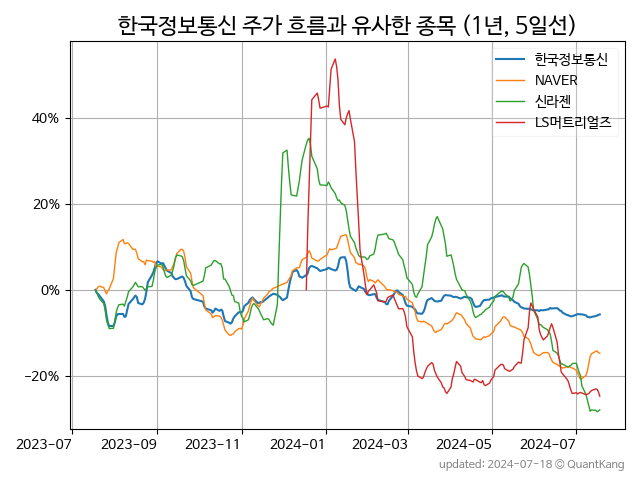 한국정보통신 주가 흐름과 유사한 종목 (1년, 5일선)
한국정보통신
NAVER
신라젠
LS머트리얼즈
40%
20%
0%
−20%
2023-07 2023-09 2023-11 2024-01 2024-03 2024-05 2024-07
updated: 2024-07-18 © QuantKang